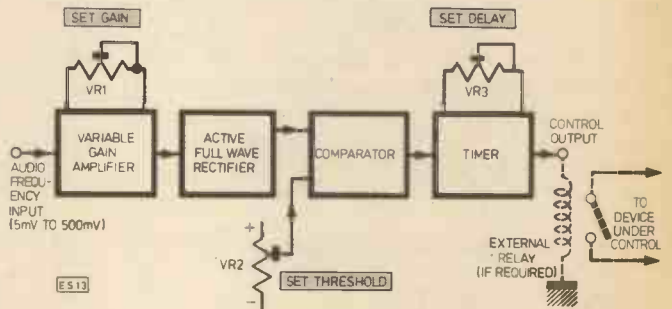 SET GAIN
SET DELAY
VR1
VR3
VARIABLE
GAIN
AMPLIFIER
ACTIVE
FULL WAVE
RECTIFIER
COMPARATOR
TIMER
CONTROL
OUTPUT
AUDIO
FREQU-
ENCY
INPUT
(5mV TO 500mV)
+
VR2
−
SET THRESHOLD
EXTERNAL
RELAY
(IF REQUIRED)
TO
DEVICE
UNDER
CONTROL
ES13